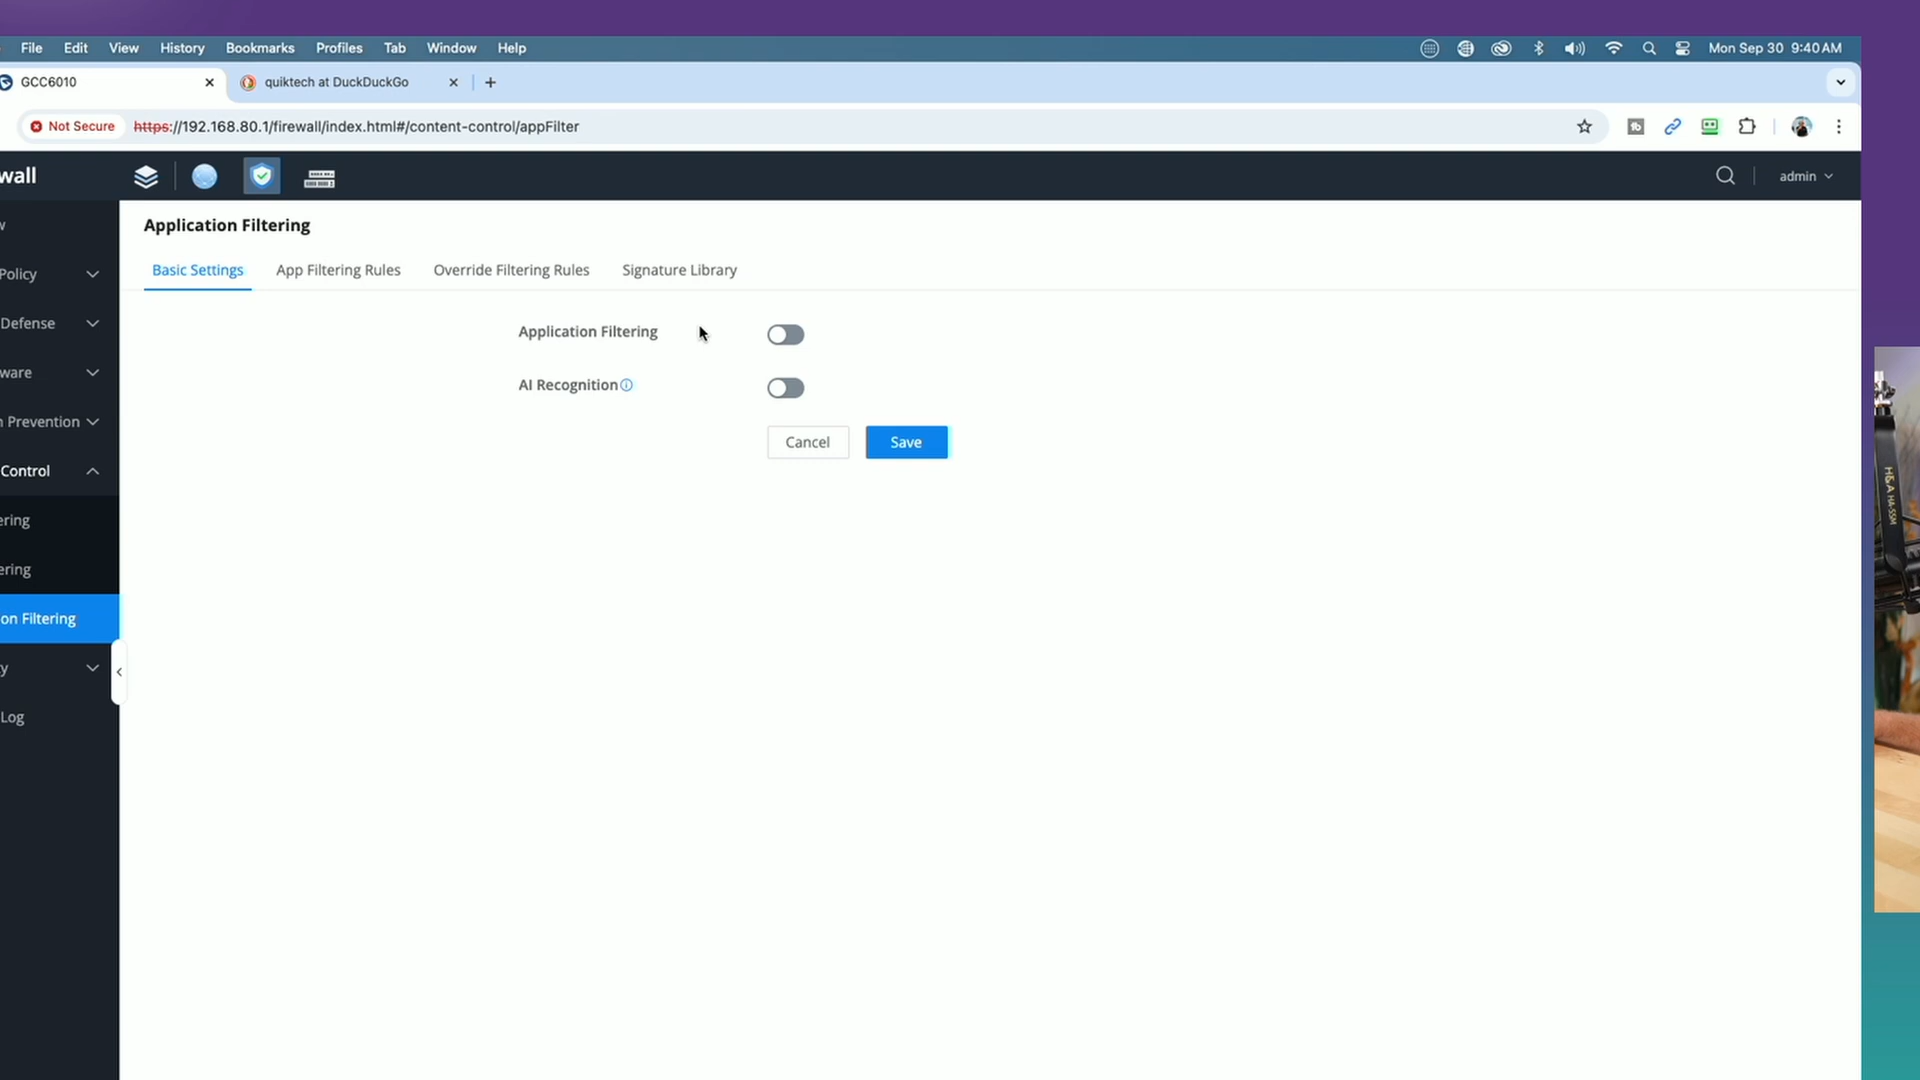 File Edit View History Bookmarks Profiles Tab Window Help Mon Sep 30 9:40 AM
GCC6010 quiktech at DuckDuckGo
Not Secure https://192.168.80.1/firewall/index.html#/content-control/appFilter
wall admin
Application Filtering
Basic Settings App Filtering Rules Override Filtering Rules Signature Library
Application Filtering
AI Recognition
Cancel Save
w
Policy
Defense
ware
n Prevention
Control
ering
ering
on Filtering
y
Log
H&A HA-SSM